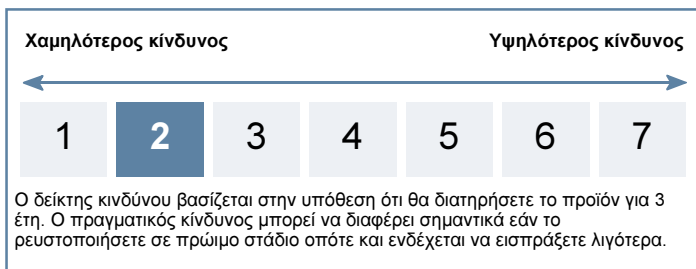 Χαμηλότερος κίνδυνος Υψηλότερος κίνδυνος
1 2 3 4 5 6 7
Ο δείκτης κινδύνου βασίζεται στην υπόθεση ότι θα διατηρήσετε το προϊόν για 3
έτη. Ο πραγματικός κίνδυνος μπορεί να διαφέρει σημαντικά εάν το
ρευστοποιήσετε σε πρώιμο στάδιο οπότε και ενδέχεται να εισπράξετε λιγότερα.